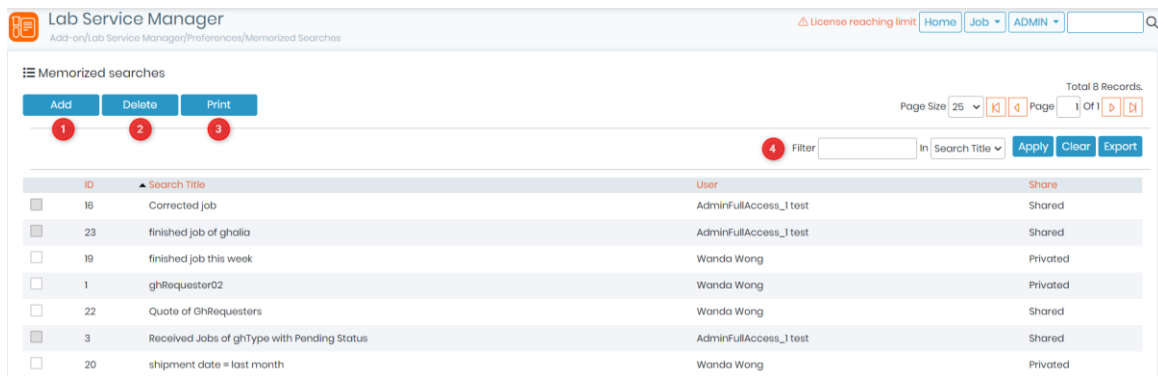 Lab Service Manager
Add-on/Lab Service Manager/Preferences/Memorized Searches
License reaching limit Home Job ADMIN
Memorized searches
Total 8 Records.
Add Delete Print
Page Size 25 Page 1 Of 1
1 2 3
4 Filter In Search Title Apply Clear Export
ID Search Title User Share
16 Corrected job AdminFullAccess_1 test Shared
23 finished job of ghalia AdminFullAccess_1 test Shared
19 finished job this week Wanda Wong Privated
1 ghRequester02 Wanda Wong Privated
22 Quote of GhRequesters Wanda Wong Shared
3 Received Jobs of ghType with Pending Status AdminFullAccess_1 test Shared
20 shipment date = last month Wanda Wong Privated